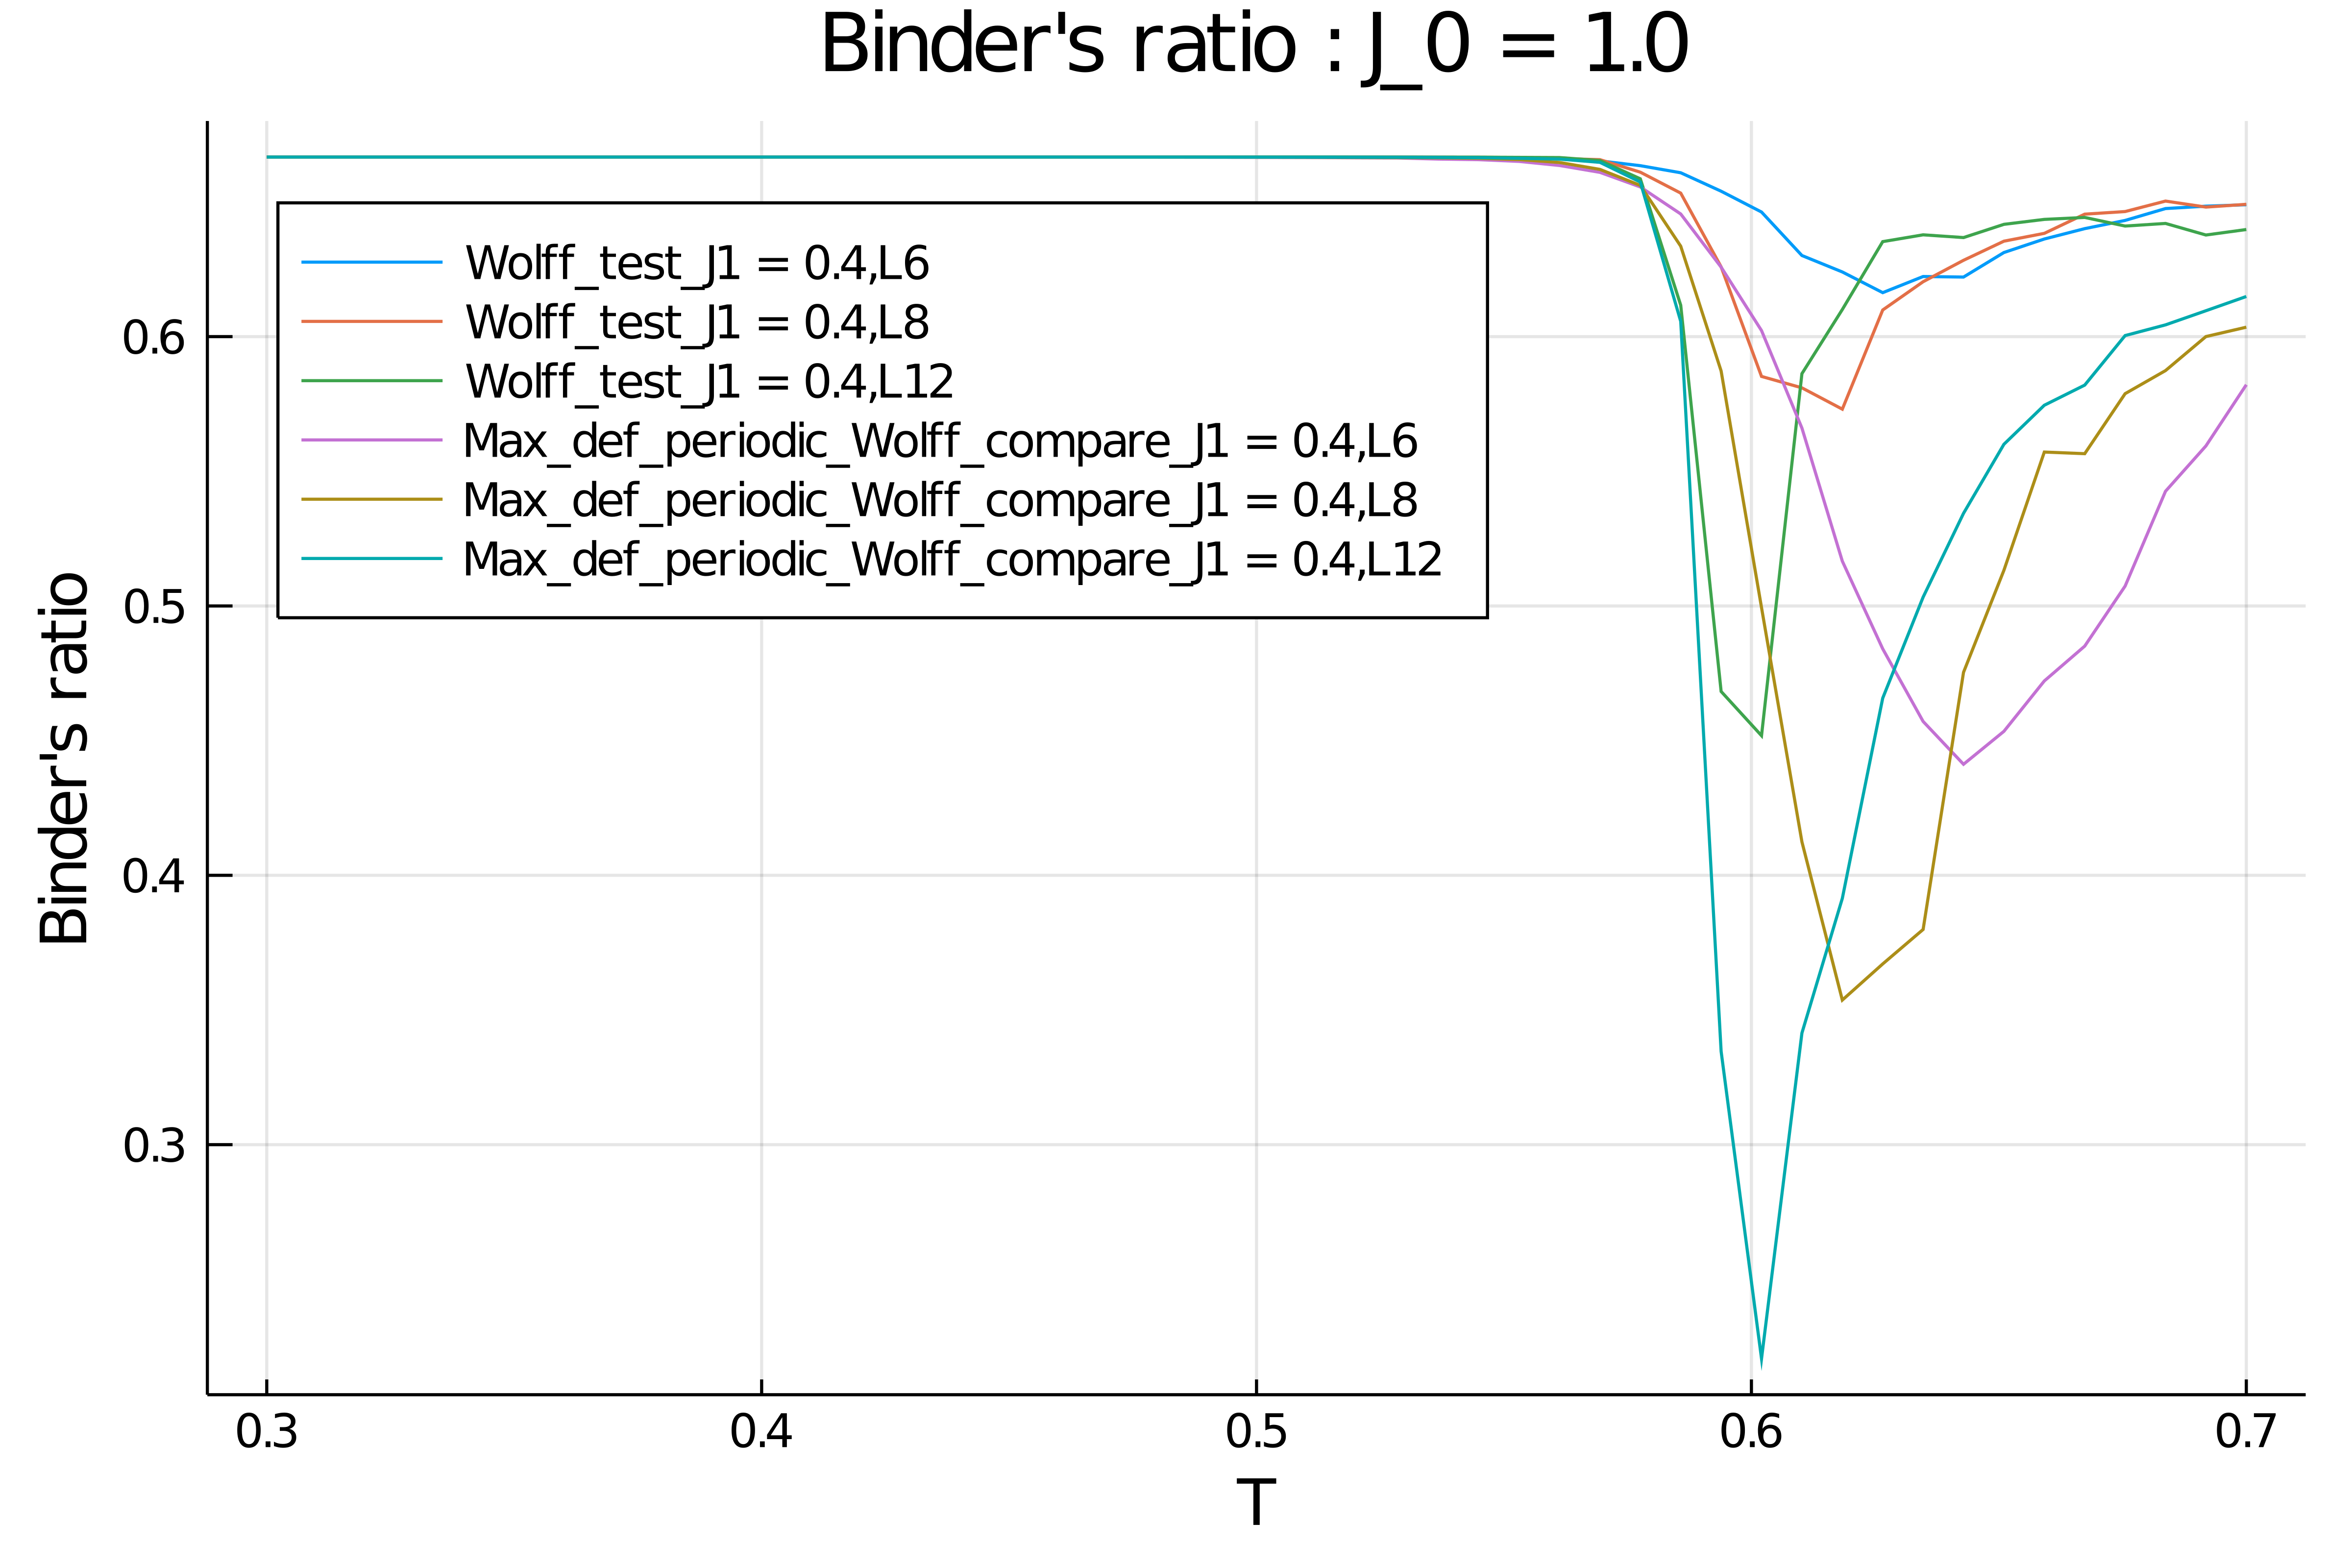 Binder's ratio : J_0 = 1.0
Wolff_test_J1 = 0.4,L6
Wolff_test_J1 = 0.4,L8
Wolff_test_J1 = 0.4,L12
Max_def_periodic_Wolff_compare_J1 = 0.4,L6
Max_def_periodic_Wolff_compare_J1 = 0.4,L8
Max_def_periodic_Wolff_compare_J1 = 0.4,L12
Binder's ratio
0.6
0.5
0.4
0.3
0.3
0.4
0.5
0.6
0.7
T